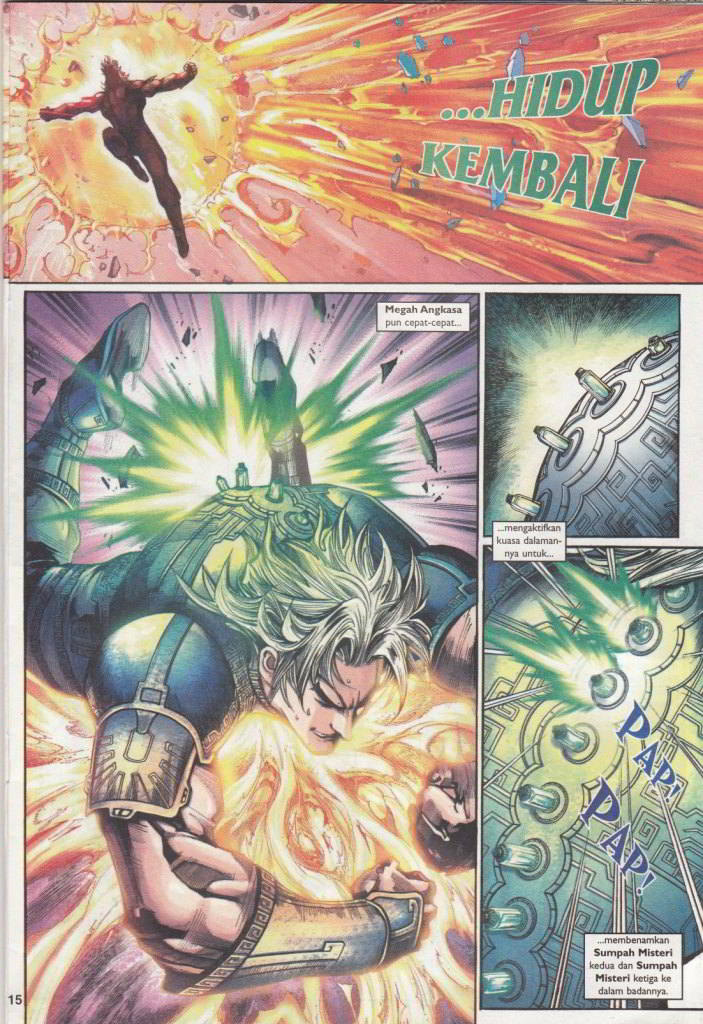 ...HIDUP
KEMBALI
Megah Angkasa
pun cepat-cepat...
...mengaktifkan
kuasa dalaman-
nya untuk...
PAP!
PAP!
...membenamkan
Sumpah Misteri
kedua dan Sumpah
Misteri ketiga ke
dalam badannya.
15